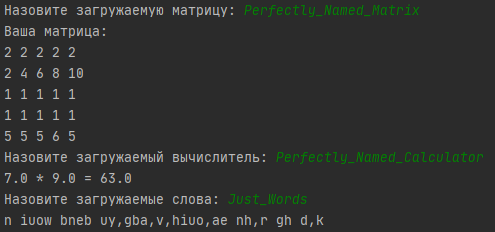 Назовите загружаемую матрицу: Perfectly_Named_Matrix
Ваша матрица:
2 2 2 2 2
2 4 6 8 10
1 1 1 1 1
1 1 1 1 1
5 5 5 6 5
Назовите загружаемый вычислитель: Perfectly_Named_Calculator
7.0 * 9.0 = 63.0
Назовите загружаемые слова: Just_Words
n iuow bneb uy,gba,v,hiuo,ae nh,r gh d,k